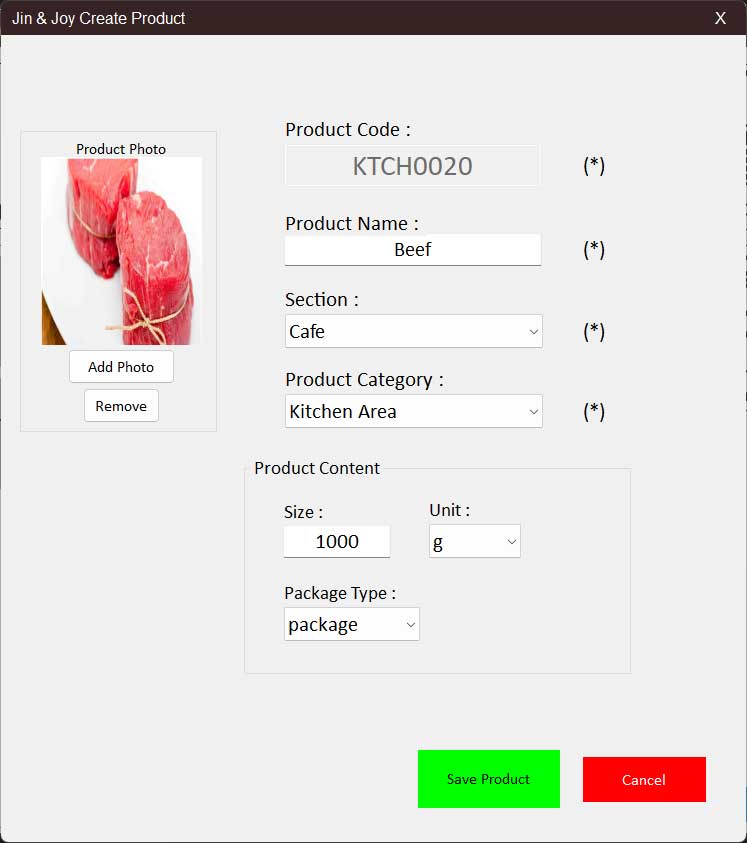 Jin & Joy Create Product X
Product Photo
Add Photo
Remove
Product Code :
KTCH0020 (*)
Product Name :
Beef (*)
Section :
Cafe (*)
Product Category :
Kitchen Area (*)
Product Content
Size : Unit :
1000 g
Package Type :
package
Save Product Cancel